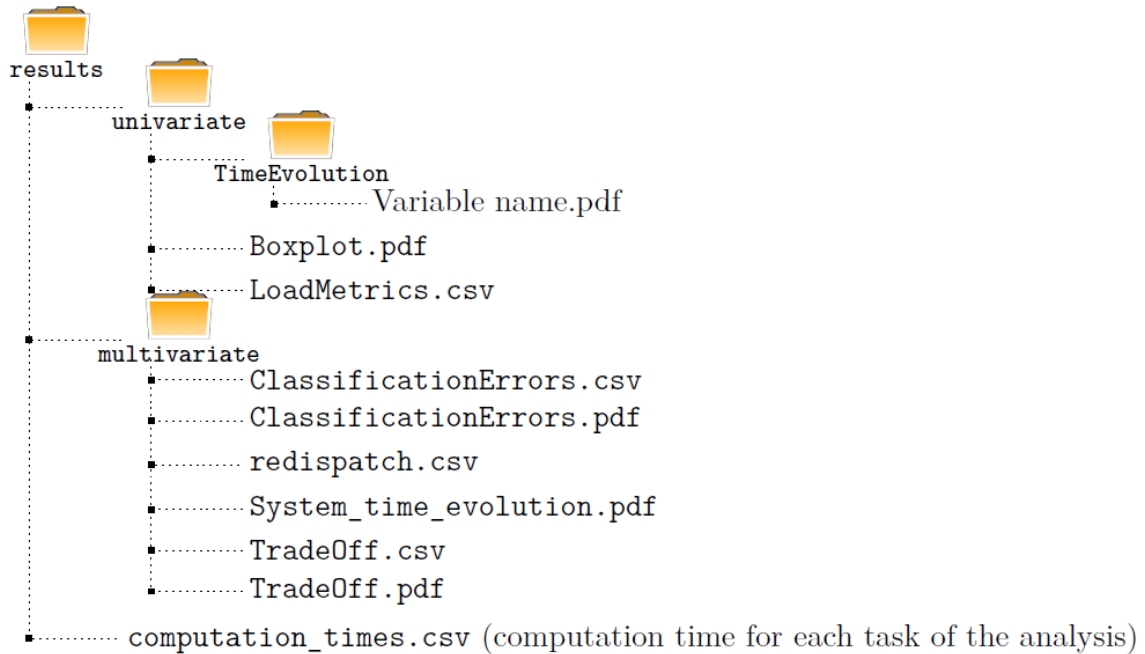 results
univariate
TimeEvolution
Variable name.pdf
Boxplot.pdf
LoadMetrics.csv
multivariate
ClassificationErrors.csv
ClassificationErrors.pdf
redispatch.csv
System_time_evolution.pdf
TradeOff.csv
TradeOff.pdf
computation_times.csv (computation time for each task of the analysis)